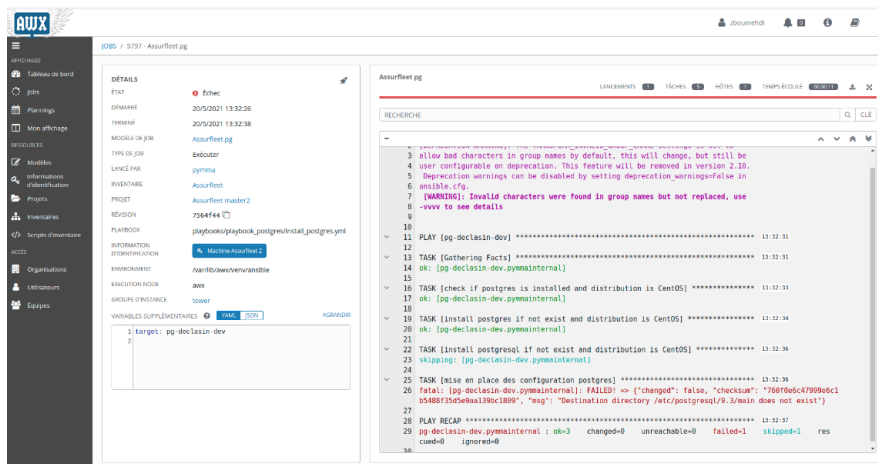 AWX
zboumehdi
0
JOBS / 5797 - Assurfleet pg
AFFICHAGES
Tableau de bord
Jobs
Plannings
Mon affichage
RESSOURCES
Modèles
Informations
d'identification
Projets
Inventaires
Scripts d'inventaire
ACCÈS
Organisations
Utilisateurs
Équipes
DÉTAILS
ÉTAT Échec
DÉMARRÉ 20/5/2021 13:32:26
TERMINÉ 20/5/2021 13:32:38
MODÈLE DE JOB Assurfleet pg
TYPE DE JOB Exécuter
LANCÉ PAR pymma
INVENTAIRE Assurfleet
PROJET Assurfleet master2
RÉVISION 7564f44
PLAYBOOK playbooks/playbook_postgres/install_postgres.yml
INFORMATION
D'IDENTIFICATION Machine-Assurfleet 2
ENVIRONMENT /var/lib/awx/venv/ansible
EXECUTION NODE awx
GROUPE D'INSTANCE tower
VARIABLES SUPPLÉMENTAIRES YAML JSON AGRANDIR
1 target: pg-declasin-dev
2
Assurfleet pg
LANCEMENTS 1 TÂCHES 5 HÔTES 1 TEMPS ÉCOULÉ 00:00:11
RECHERCHE CLÉ
3 allow bad characters in group names by default, this will change, but still be
4 user configurable on deprecation. This feature will be removed in version 2.10.
5 Deprecation warnings can be disabled by setting deprecation_warnings=False in
6 ansible.cfg.
7 [WARNING]: Invalid characters were found in group names but not replaced, use
8 -vvvv to see details
9
10
11 PLAY [pg-declasin-dev] ********************************************************* 13:32:31
12
13 TASK [Gathering Facts] ********************************************************* 13:32:31
14 ok: [pg-declasin-dev.pymmainternal]
15
16 TASK [check if postgres is installed and distribution is CentOS] *************** 13:32:33
17 ok: [pg-declasin-dev.pymmainternal]
18
19 TASK [install postgres if not exist and distribution is CentOS] **************** 13:32:34
20 ok: [pg-declasin-dev.pymmainternal]
21
22 TASK [install postgresql if not exist and distribution is CentOS] ************** 13:32:36
23 skipping: [pg-declasin-dev.pymmainternal]
24
25 TASK [mise en place des configuration postgres] ******************************** 13:32:36
26 fatal: [pg-declasin-dev.pymmainternal]: FAILED! => {"changed": false, "checksum": "760f0e6c47999e6c1
b5488f35d5e9aa139bc1809", "msg": "Destination directory /etc/postgresql/9.3/main does not exist"}
27
28 PLAY RECAP ********************************************************************* 13:32:37
29 pg-declasin-dev.pymmainternal : ok=3 changed=0 unreachable=0 failed=1 skipped=1 res
cued=0 ignored=0
30